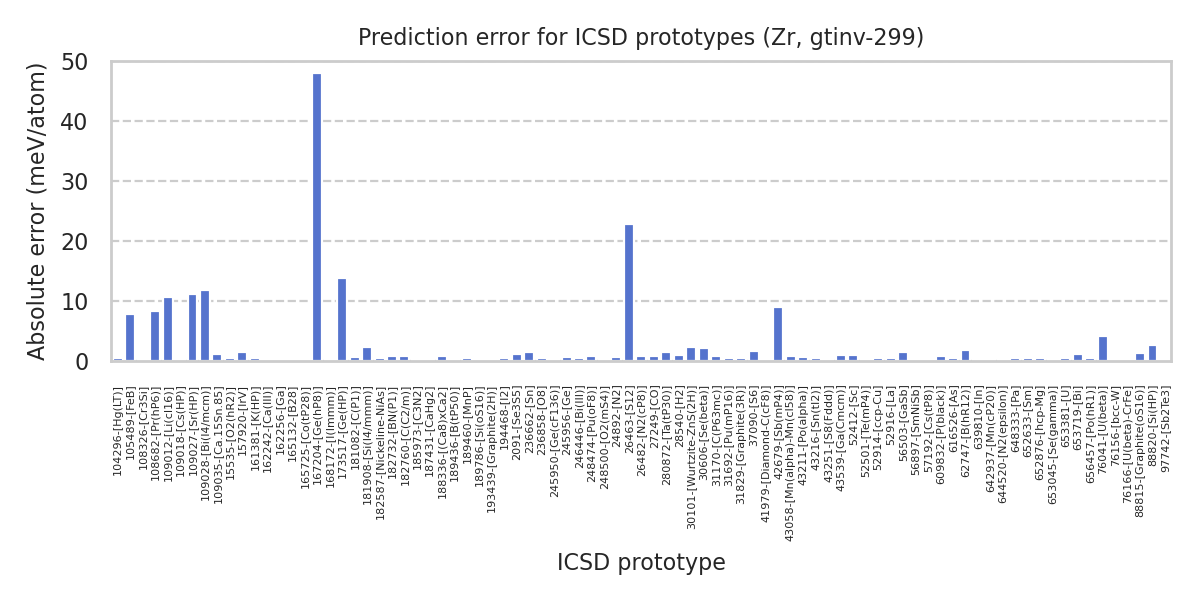 Prediction error for ICSD prototypes (Zr, gtinv-299)
Absolute error (meV/atom)
50
40
30
20
10
0
104296-[Hg(LT)]
105489-[FeB]
108326-[Cr3Si]
108682-[Pr(hP6)]
109012-[Li(cI16)]
109018-[Cs(HP)]
109027-[Sr(HP)]
109028-[Bi(I4/mcm)]
109035-[Ca.15Sn.85]
15535-[O2(hR2)]
157920-[IrV]
161381-[K(HP)]
162242-[Ca(III)]
162256-[Ga]
165132-[B28]
165725-[Co(tP28)]
167204-[Ge(hP8)]
168172-[I(Immm)]
173517-[Ge(HP)]
181082-[C(P1)]
181908-[Si(I4/mmm)]
182587-[Nickeline-NiAs]
182732-[BN(P1)]
182760-[C(C2/m)]
185973-[C3N2]
187431-[CaHg2]
188336-[(Ca8)xCa2]
189436-[B(tP50)]
189460-[MnP]
189786-[Si(oS16)]
193439-[Graphite(2H)]
194468-[I2]
2091-[Se3S5]
236662-[Sn]
236858-[O8]
245950-[Ge(cF136)]
245956-[Ge]
246446-[Bi(III)]
248474-[Pu(oF8)]
248500-[O2(mS4)]
24892-[N2]
26463-[S12]
26482-[N2(cP8)]
27249-[CO]
280872-[Ta(tP30)]
28540-[H2]
30101-[Wurtzite-ZnS(2H)]
30606-[Se(beta)]
31170-[C(P63mc)]
31692-[Pu(mP16)]
31829-[Graphite(3R)]
37090-[S6]
41979-[Diamond-C(cF8)]
42679-[Sb(mP4)]
43058-[Mn(alpha)-Mn(cI58)]
43211-[Po(alpha)]
43216-[Sn(tI2)]
43251-[S8(Fddd)]
43539-[Ga(Cmcm)]
52412-[Sc]
52501-[Te(mP4)]
52914-[ccp-Cu]
52916-[La]
56503-[GaSb]
56897-[SmNiSb]
57192-[Cs(tP8)]
609832-[P(black)]
616526-[As]
62747-[B(hR12)]
639810-[In]
642937-[Mn(cP20)]
644520-[N2(epsilon)]
648333-[Pa]
652633-[Sm]
652876-[hcp-Mg]
653045-[Se(gamma)]
653381-[U]
653719-[Bi]
656457-[Po(hR1)]
76041-[U(beta)]
76156-[bcc-W]
76166-[U(beta)-CrFe]
88815-[Graphite(oS16)]
88820-[Si(HP)]
97742-[Sb2Te3]
ICSD prototype